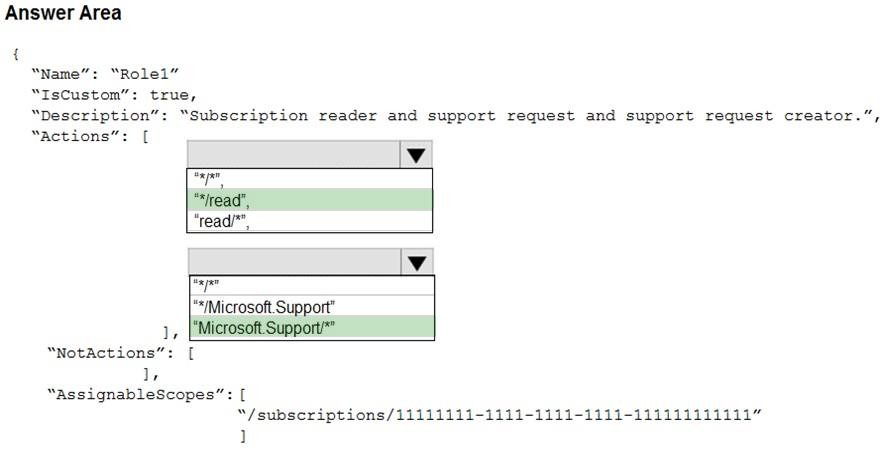 Answer Area
{
“Name”: “Role1”
“IsCustom”: true,
“Description”: “Subscription reader and support request and support request creator.”,
“Actions”: [
“*/*”,
“*/read”,
“read/*”,
“*/*”
“*/Microsoft.Support”
“Microsoft.Support/*”
],
“NotActions”: [
],
“AssignableScopes”: [
“/subscriptions/11111111-1111-1111-1111-111111111111”
]